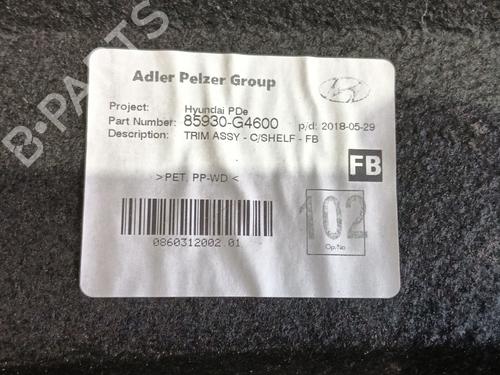 Adler Pelzer Group
Project: Hyundai PDe
Part Number: 85930-G4600 p/d: 2018-05-29
Description: TRIM ASSY - C/SHELF - FB
FB
>PET, PP-WD<
102
Op.No
0860312002.01
B-PARTS